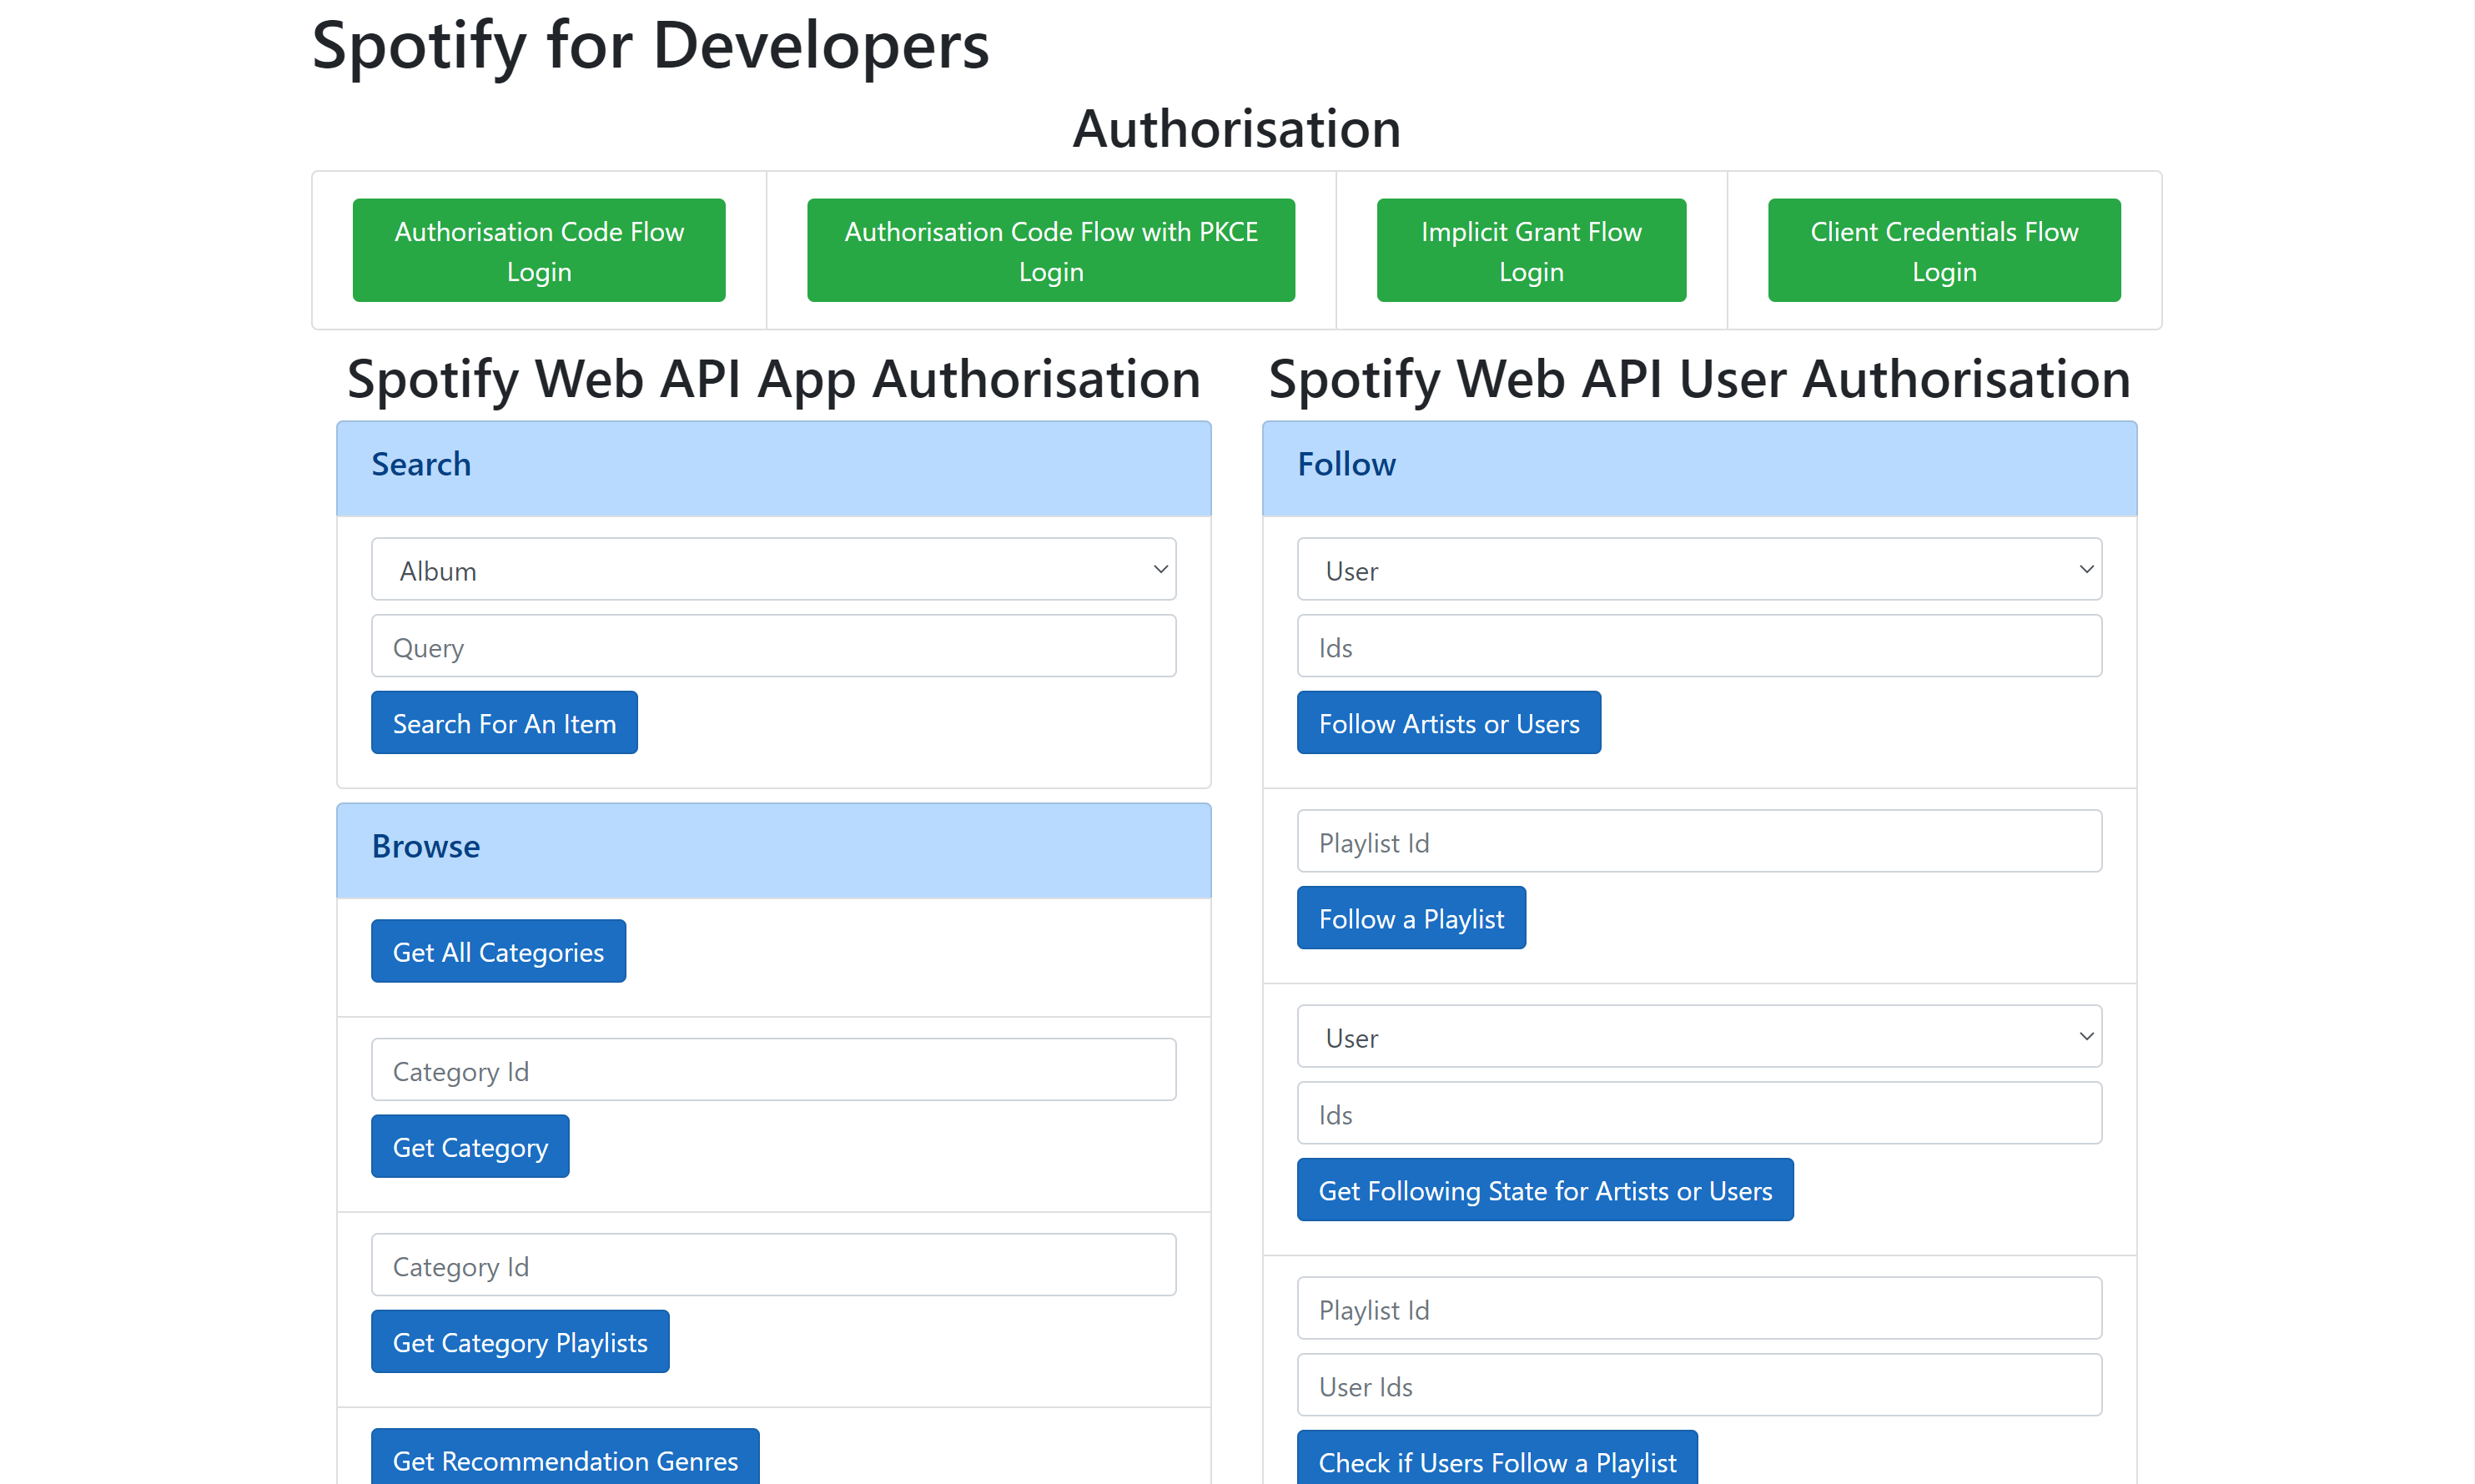 Spotify for Developers
Authorisation
Authorisation Code Flow
Login
Authorisation Code Flow with PKCE
Login
Implicit Grant Flow
Login
Client Credentials Flow
Login
Spotify Web API App Authorisation
Search
Album
Query
Search For An Item
Browse
Get All Categories
Category Id
Get Category
Category Id
Get Category Playlists
Get Recommendation Genres
Spotify Web API User Authorisation
Follow
User
Ids
Follow Artists or Users
Playlist Id
Follow a Playlist
User
Ids
Get Following State for Artists or Users
Playlist Id
User Ids
Check if Users Follow a Playlist